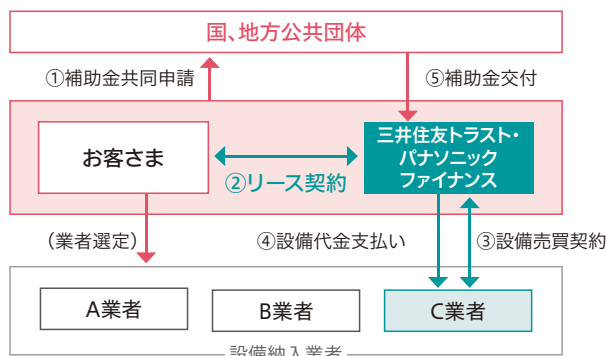 国、地方公共団体
①補助金共同申請
⑤補助金交付
お客さま
②リース契約
三井住友トラスト・
パナソニック
ファイナンス
(業者選定)
④設備代金支払い
③設備売買契約
A業者
B業者
C業者
設備納入業者